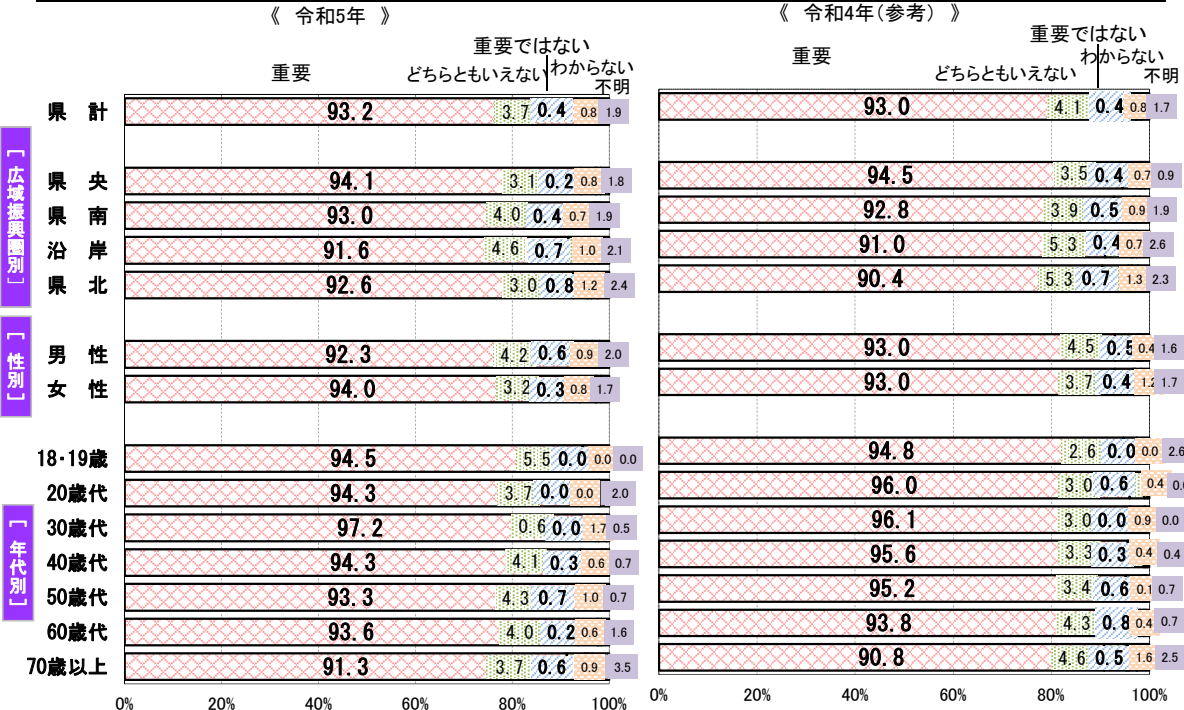 《 令和5年 》
《 令和4年(参考) 》
重要ではない
重要 どちらともいえない わからない
不明
重要ではない
重要 どちらともいえない わからない
不明
県 計 93.2 3.7 0.4 0.8 1.9
93.0 4.1 0.4 0.8 1.7
[広域振興圏別]
県 央 94.1 3.1 0.2 0.8 1.8
94.5 3.5 0.4 0.7 0.9
県 南 93.0 4.0 0.4 0.7 1.9
92.8 3.9 0.5 0.9 1.9
沿 岸 91.6 4.6 0.7 1.0 2.1
91.0 5.3 0.4 0.7 2.6
県 北 92.6 3.0 0.8 1.2 2.4
90.4 5.3 0.7 1.3 2.3
[性別]
男 性 92.3 4.2 0.6 0.9 2.0
93.0 4.5 0.5 0.4 1.6
女 性 94.0 3.2 0.3 0.8 1.7
93.0 3.7 0.4 1.2 1.7
[年代別]
18・19歳 94.5 5.5 0.0 0.0 0.0
94.8 2.6 0.0 0.0 2.6
20歳代 94.3 3.7 0.0 0.0 2.0
96.0 3.0 0.6 0.4
30歳代 97.2 0.6 0.0 1.7 0.5
96.1 3.0 0.0 0.9 0.0
40歳代 94.3 4.1 0.3 0.6 0.7
95.6 3.3 0.3 0.4 0.4
50歳代 93.3 4.3 0.7 1.0 0.7
95.2 3.4 0.6 0.1 0.7
60歳代 93.6 4.0 0.2 0.6 1.6
93.8 4.3 0.8 0.4 0.7
70歳以上 91.3 3.7 0.6 0.9 3.5
90.8 4.6 0.5 1.6 2.5
0% 20% 40% 60% 80% 100%
0% 20% 40% 60% 80% 100%